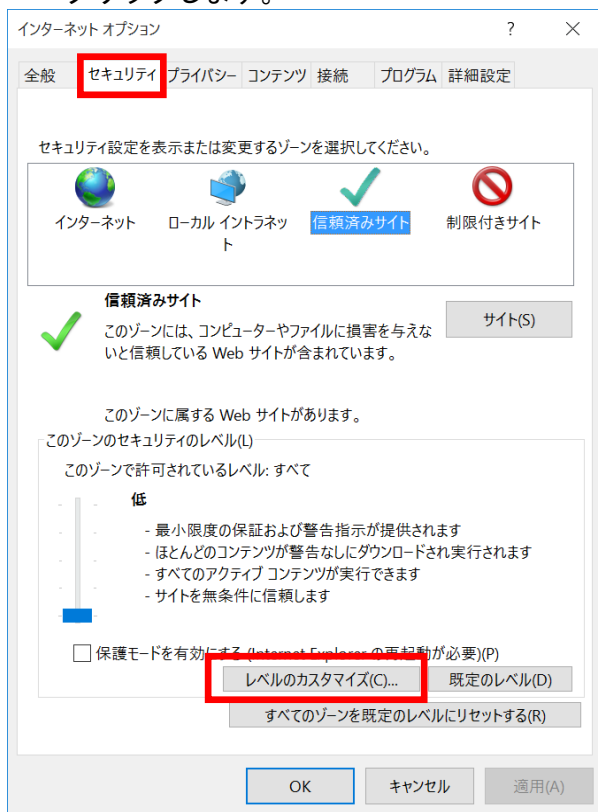 クリックします。
インターネット オプション ? ×
全般 セキュリティ プライバシー コンテンツ 接続 プログラム 詳細設定
セキュリティ設定を表示または変更するゾーンを選択してください。
インターネット ローカル イントラネッ 信頼済みサイト 制限付きサイト
ト
信頼済みサイト
サイト(S)
このゾーンには、コンピューターやファイルに損害を与えな
いと信頼している Web サイトが含まれています。
このゾーンに属する Web サイトがあります。
このゾーンのセキュリティのレベル(L)
このゾーンで許可されているレベル: すべて
低
- 最小限度の保証および警告指示が提供されます
- ほとんどのコンテンツが警告なしにダウンロードされ実行されます
- すべてのアクティブ コンテンツが実行できます
- サイトを無条件に信頼します
保護モードを有効にする (Internet Explorer の再起動が必要)(P)
レベルのカスタマイズ(C)... 既定のレベル(D)
すべてのゾーンを既定のレベルにリセットする(R)
OK キャンセル 適用(A)